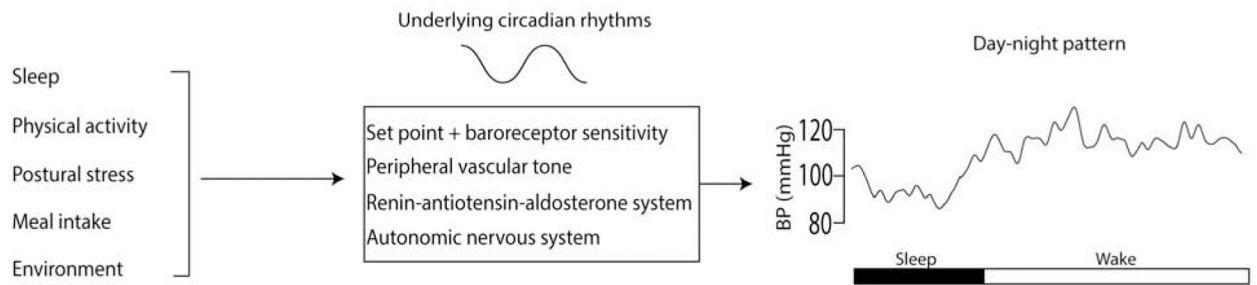 Underlying circadian rhythms
Day-night pattern
Sleep
Physical activity
Postural stress
Meal intake
Environment
Set point + baroreceptor sensitivity
Peripheral vascular tone
Renin-antiotensin-aldosterone system
Autonomic nervous system
BP (mmHg)
120
100
80
Sleep
Wake